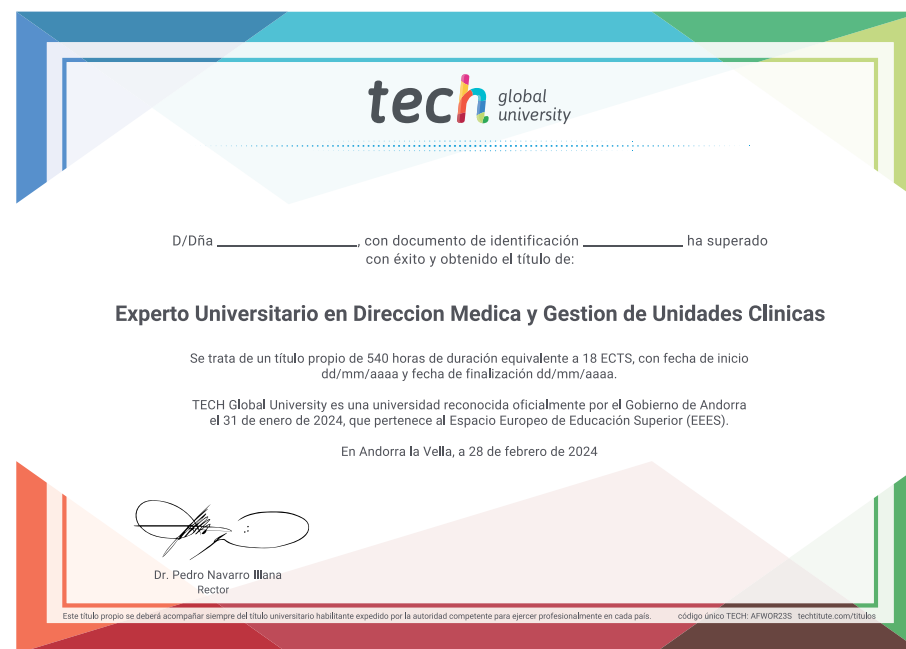 tech global university
D/Dña ____________________, con documento de identificación ______________ ha superado
con éxito y obtenido el título de:
Experto Universitario en Direccion Medica y Gestion de Unidades Clinicas
Se trata de un título propio de 540 horas de duración equivalente a 18 ECTS, con fecha de inicio
dd/mm/aaaa y fecha de finalización dd/mm/aaaa.
TECH Global University es una universidad reconocida oficialmente por el Gobierno de Andorra
el 31 de enero de 2024, que pertenece al Espacio Europeo de Educación Superior (EEES).
En Andorra la Vella, a 28 de febrero de 2024
Dr. Pedro Navarro Illana
Rector
Este título propio se deberá acompañar siempre del título universitario habilitante expedido por la autoridad competente para ejercer profesionalmente en cada país. código único TECH: AFWOR23S techtitute.com/titulos